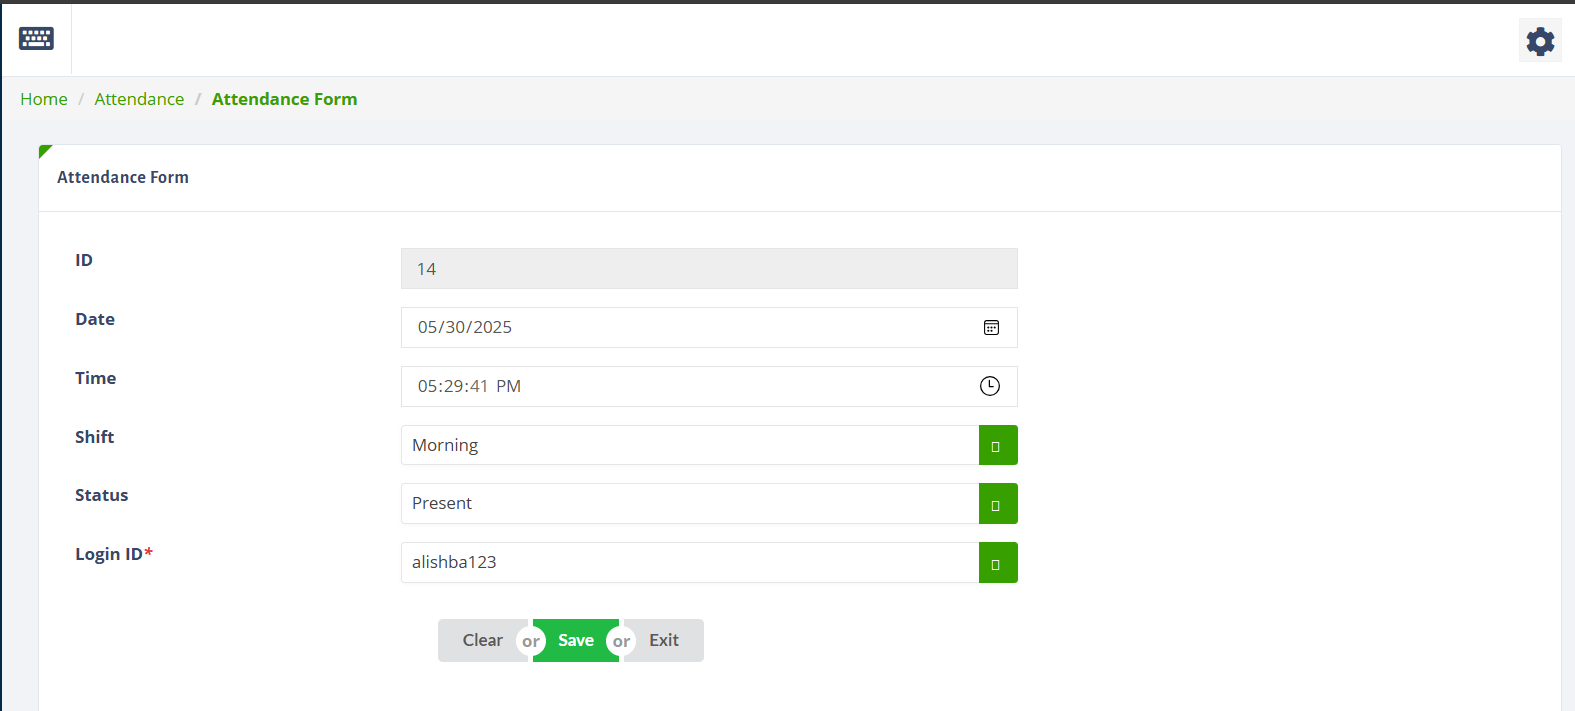 Home / Attendance / Attendance Form
Attendance Form
ID
14
Date
05/30/2025
Time
05:29:41 PM
Shift
Morning
Status
Present
Login ID*
alishba123
Clear or Save or Exit